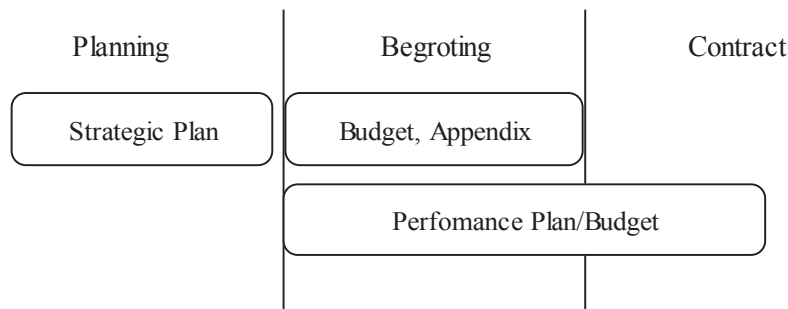 Planning Begroting Contract
Strategic Plan Budget, Appendix
Perfomance Plan/Budget